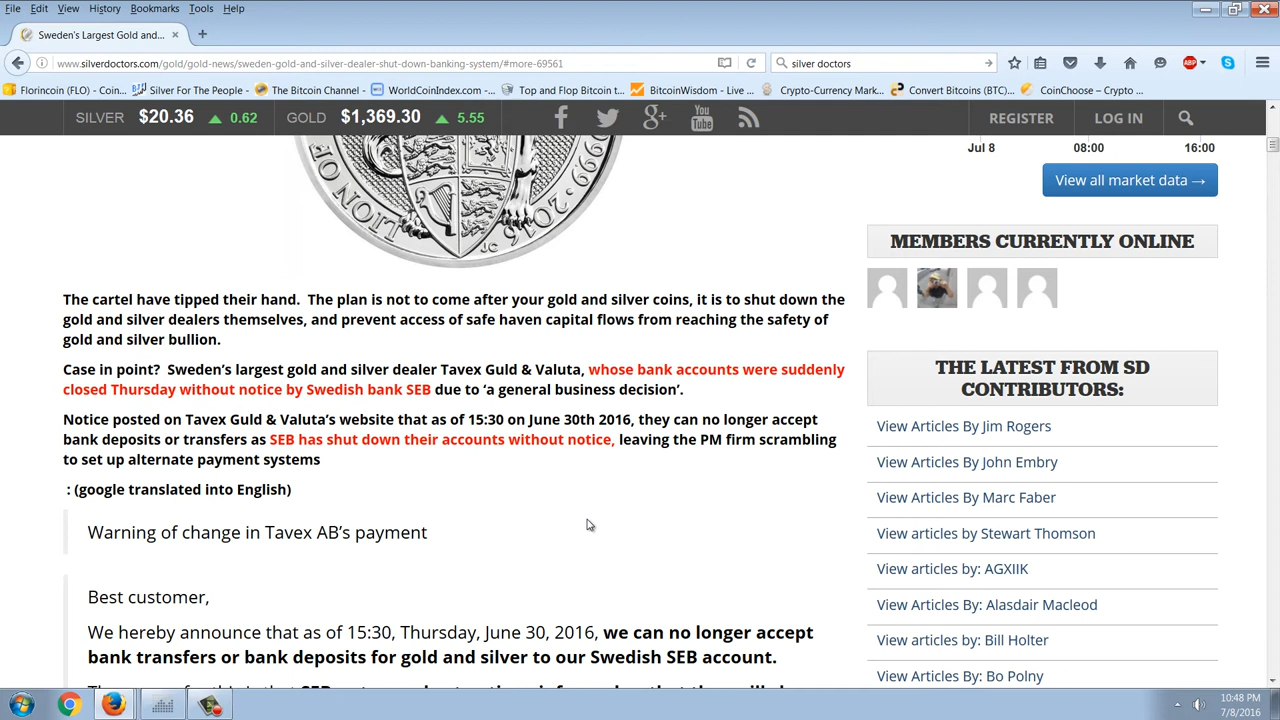 File Edit View History Bookmarks Tools Help
Sweden's Largest Gold and...
www.silverdoctors.com/gold/gold-news/sweden-gold-and-silver-dealer-shut-down-banking-system/#more-69561
silver doctors
ABP
Florincoin (FLO) - Coin... Silver For The People - The Bitcoin Channel - WorldCoinIndex.com -... Top and Flop Bitcoin t... BitcoinWisdom - Live ... Crypto-Currency Mark... Convert Bitcoins (BTC)... CoinChoose – Crypto ...
SILVER $20.36 0.62 GOLD $1,369.30 5.55
You Tube
REGISTER LOG IN
LION OF
2016
999.9
JC
Jul 8 08:00 16:00
View all market data →
MEMBERS CURRENTLY ONLINE
The cartel have tipped their hand. The plan is not to come after your gold and silver coins, it is to shut down the
gold and silver dealers themselves, and prevent access of safe haven capital flows from reaching the safety of
gold and silver bullion.
Case in point? Sweden's largest gold and silver dealer Tavex Guld & Valuta, whose bank accounts were suddenly
closed Thursday without notice by Swedish bank SEB due to 'a general business decision'.
Notice posted on Tavex Guld & Valuta's website that as of 15:30 on June 30th 2016, they can no longer accept
bank deposits or transfers as SEB has shut down their accounts without notice, leaving the PM firm scrambling
to set up alternate payment systems
: (google translated into English)
Warning of change in Tavex AB's payment
Best customer,
We hereby announce that as of 15:30, Thursday, June 30, 2016, we can no longer accept
bank transfers or bank deposits for gold and silver to our Swedish SEB account.
THE LATEST FROM SD
CONTRIBUTORS:
View Articles By Jim Rogers
View Articles By John Embry
View Articles By Marc Faber
View articles by Stewart Thomson
View articles by: AGXIIK
View Articles By: Alasdair Macleod
View articles by: Bill Holter
View Articles By: Bo Polny
10:48 PM
7/8/2016